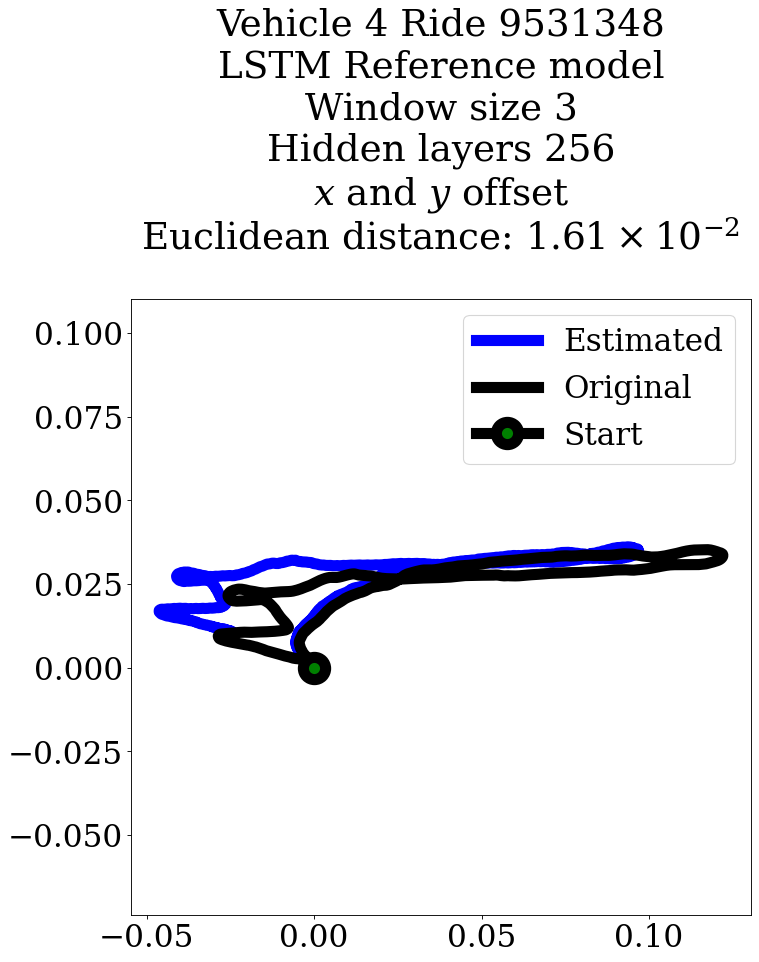 Vehicle 4 Ride 9531348
LSTM Reference model
Window size 3
Hidden layers 256
x and y offset
Euclidean distance: 1.61 × 10⁻²
Estimated
Original
Start
0.100
0.075
0.050
0.025
0.000
−0.025
−0.050
−0.05 0.00 0.05 0.10